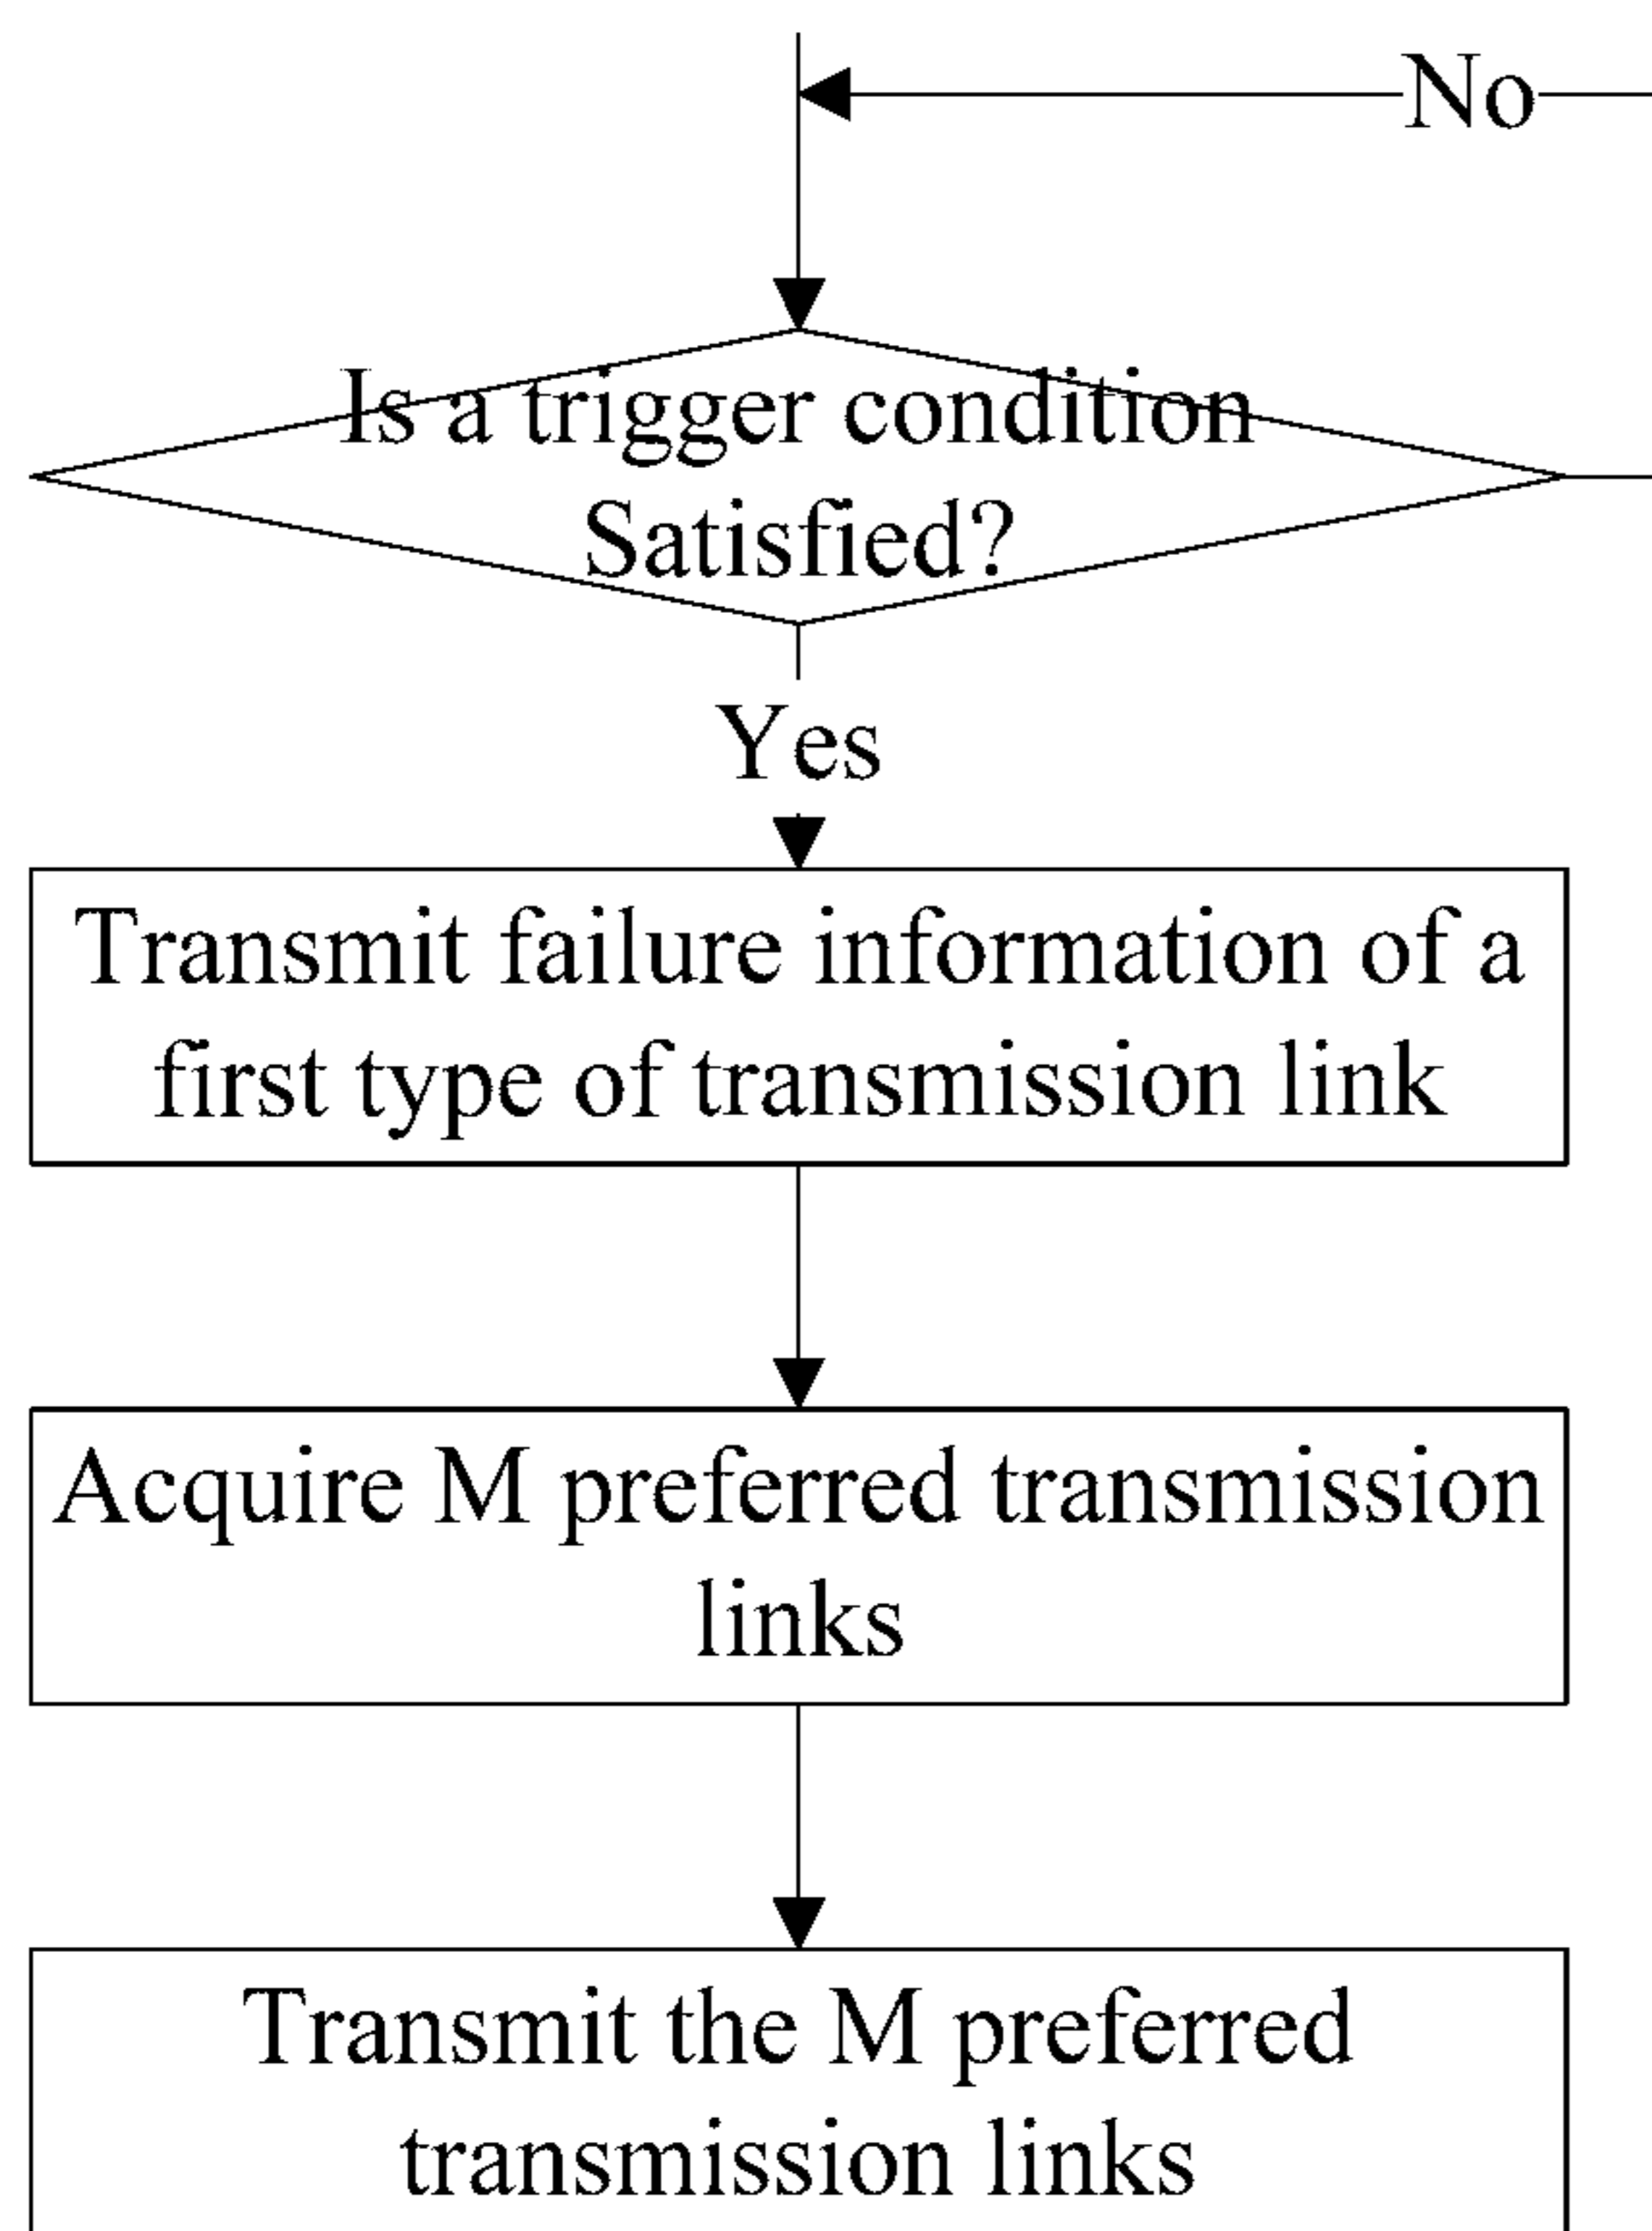 No
Is a trigger condition
Satisfied?
Yes
Transmit failure information of a
first type of transmission link
Acquire M preferred transmission
links
Transmit the M preferred
transmission links